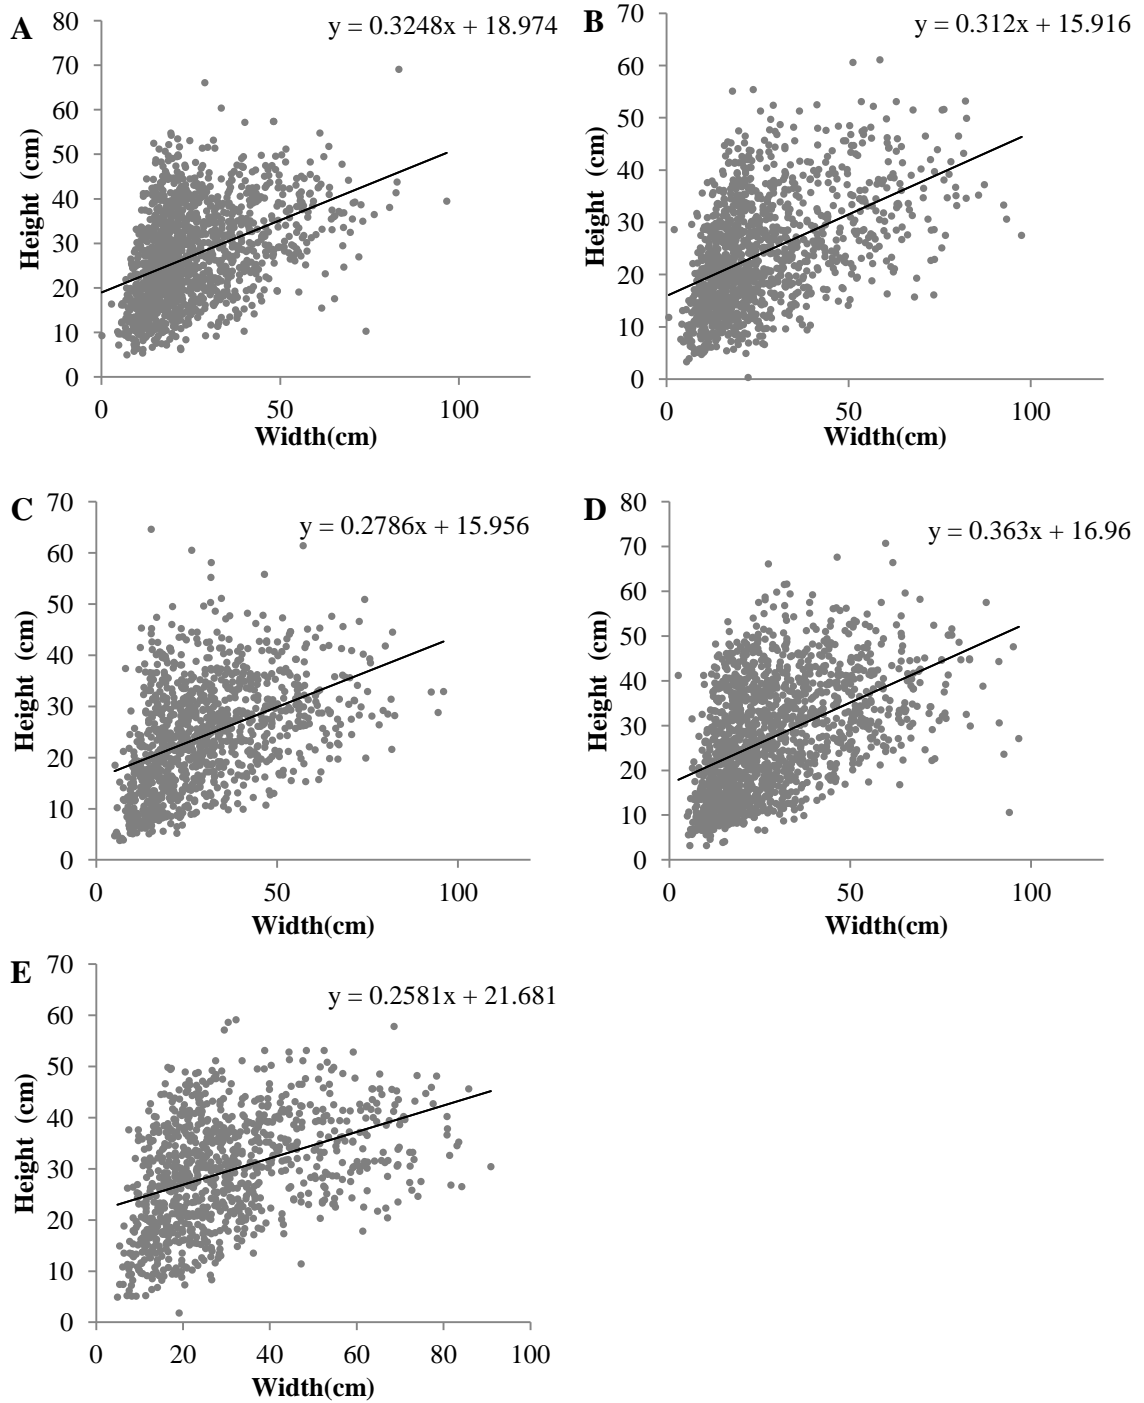 A
y = 0.3248x + 18.974
80
70
60
50
40
30
20
10
0
Height (cm)
0 50 100
Width(cm)
B
y = 0.312x + 15.916
70
60
50
40
30
20
10
0
Height (cm)
0 50 100
Width(cm)
C
y = 0.2786x + 15.956
70
60
50
40
30
20
10
0
Height (cm)
0 50 100
Width(cm)
D
y = 0.363x + 16.96
80
70
60
50
40
30
20
10
0
Height (cm)
0 50 100
Width(cm)
E
y = 0.2581x + 21.681
70
60
50
40
30
20
10
0
Height (cm)
0 20 40 60 80 100
Width(cm)